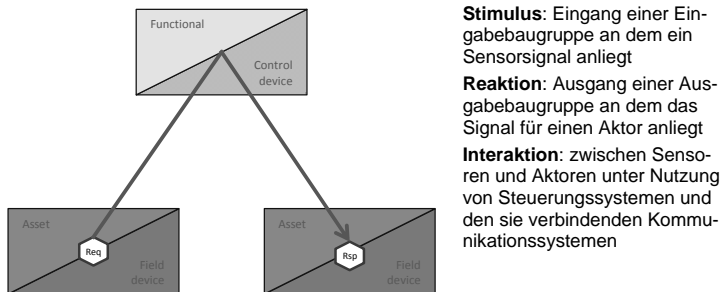 Functional
Control
device
Asset
Req
Field
device
Asset
Rsp
Field
device
Stimulus: Eingang einer Ein-
gabebaugruppe an dem ein
Sensorsignal anliegt
Reaktion: Ausgang einer Aus-
gabebaugruppe an dem das
Signal für einen Aktor anliegt
Interaktion: zwischen Senso-
ren und Aktoren unter Nutzung
von Steuerungssystemen und
den sie verbindenden Kommu-
nikationssystemen